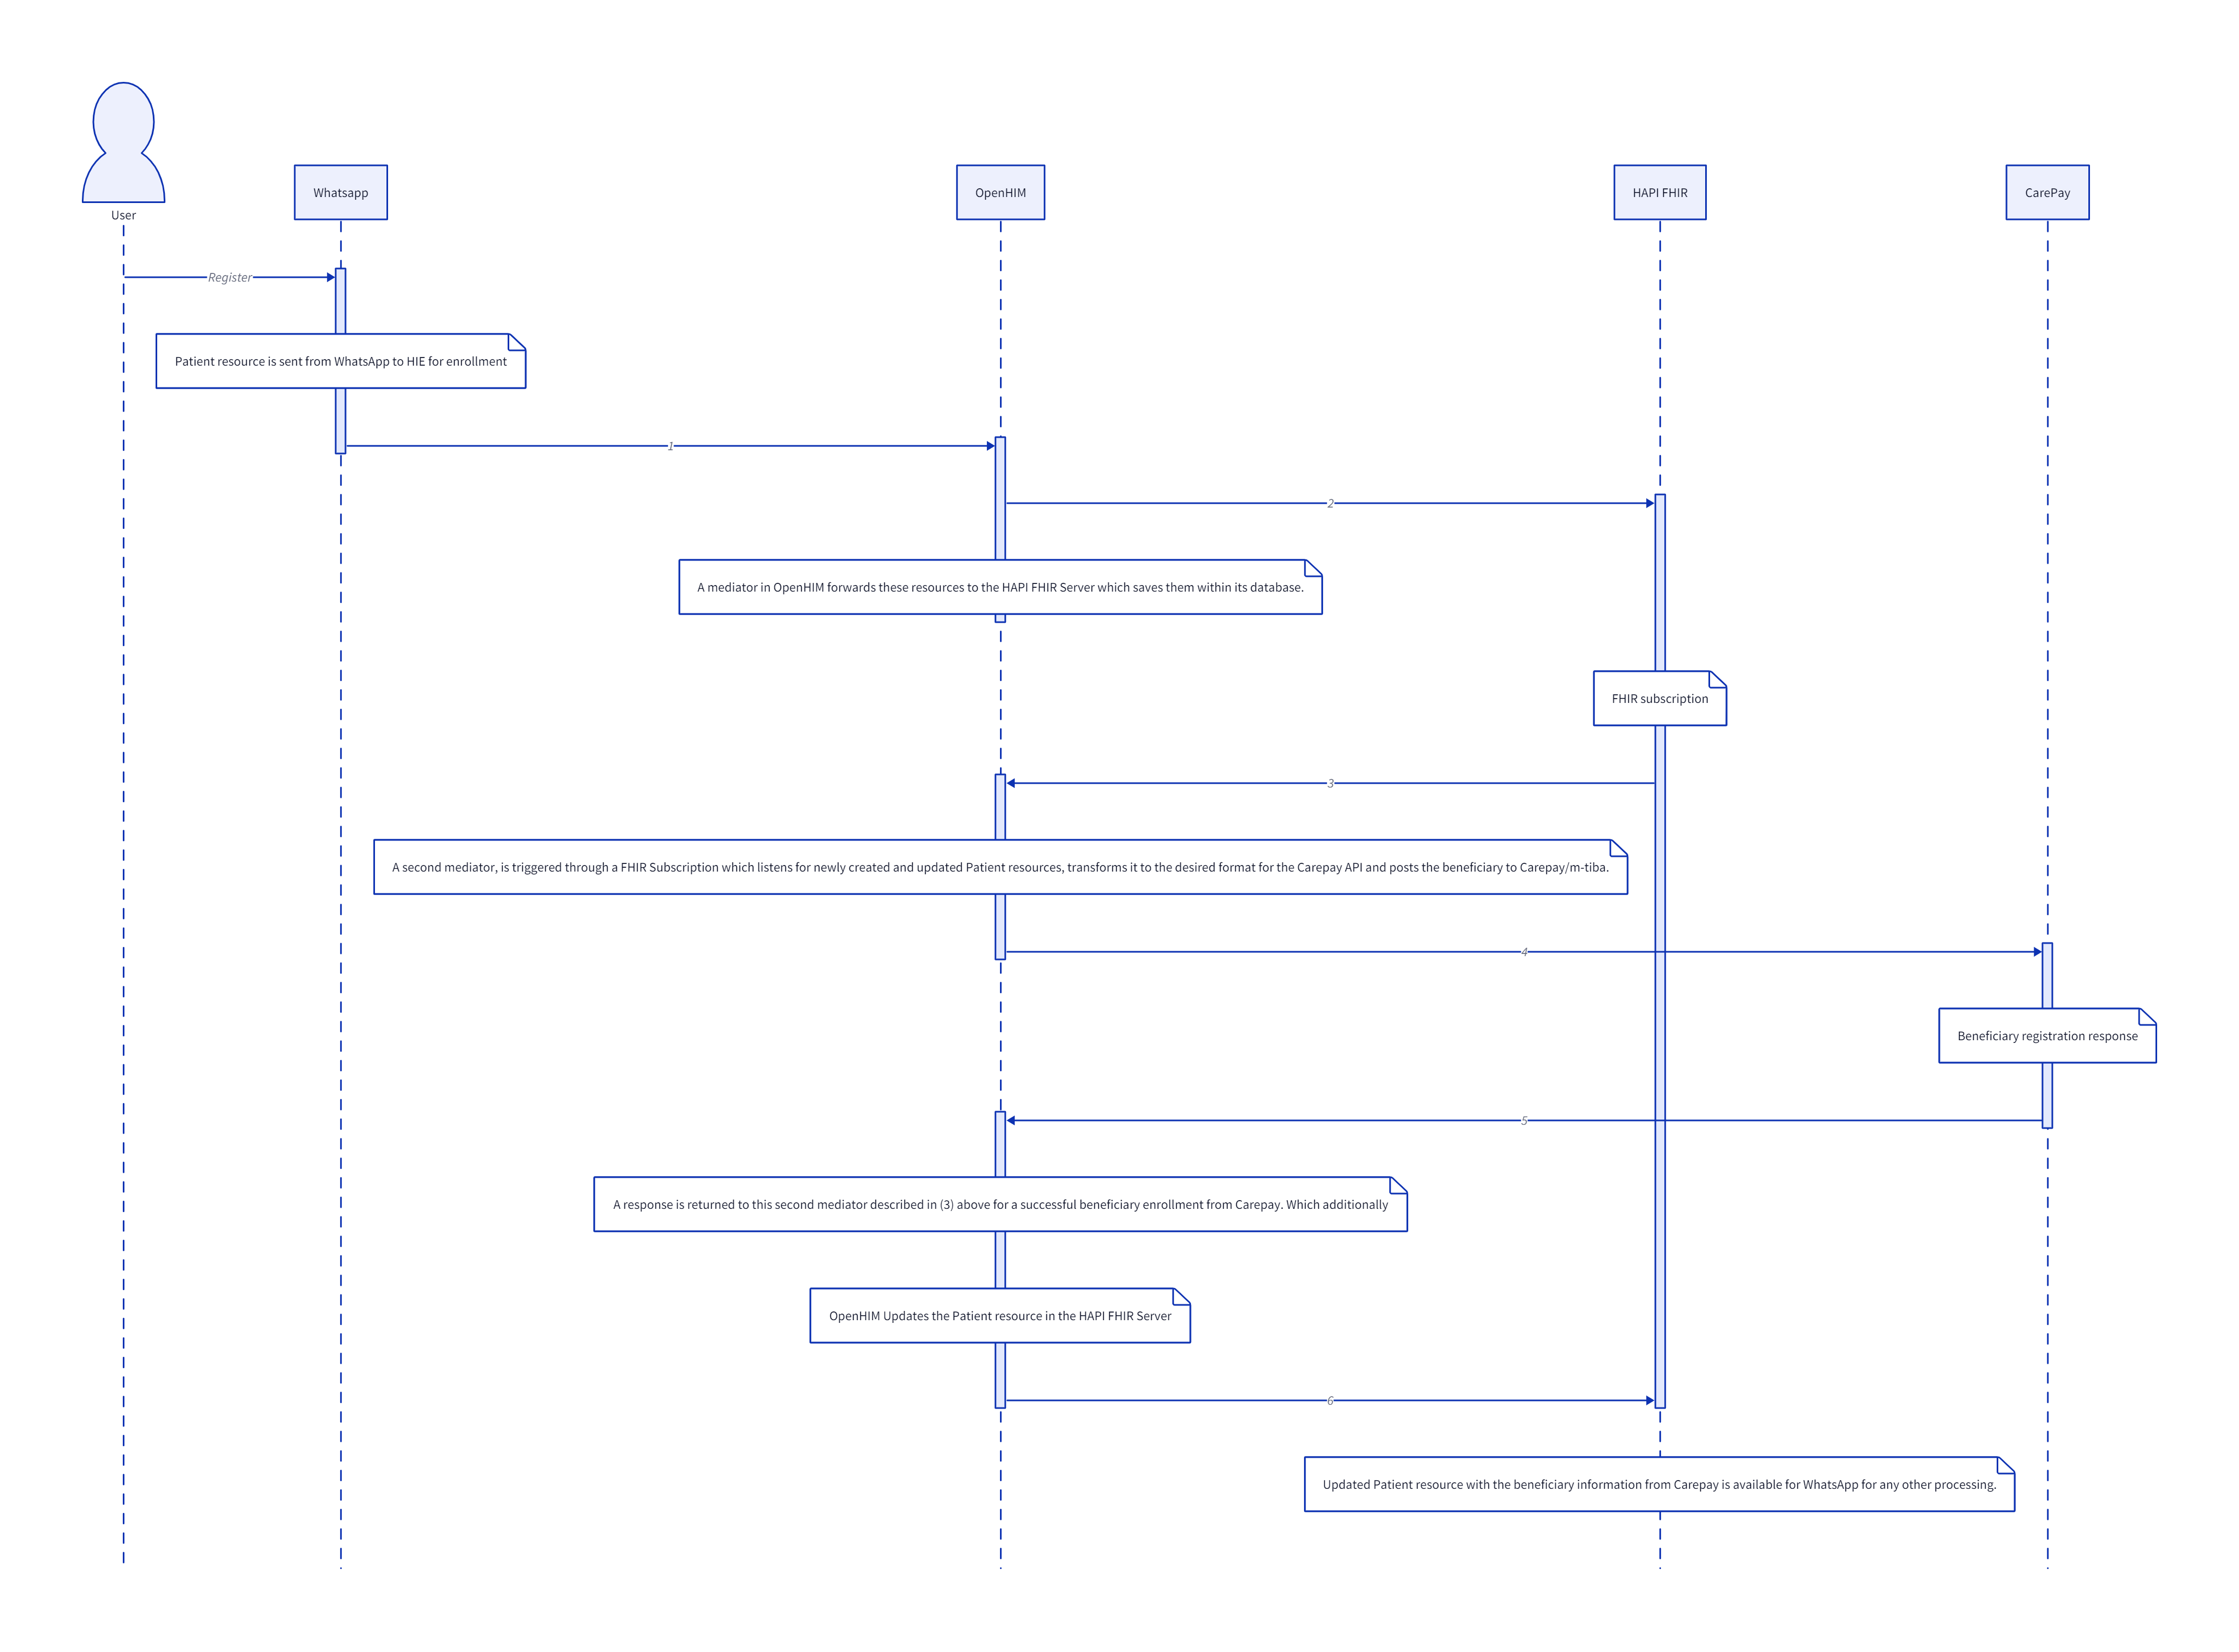 User
Whatsapp
OpenHIM
HAPI FHIR
CarePay
Register
Patient resource is sent from WhatsApp to HIE for enrollment
1
2
A mediator in OpenHIM forwards these resources to the HAPI FHIR Server which saves them within its database.
FHIR subscription
3
A second mediator, is triggered through a FHIR Subscription which listens for newly created and updated Patient resources, transforms it to the desired format for the Carepay API and posts the beneficiary to Carepay/m-tiba.
4
Beneficiary registration response
5
A response is returned to this second mediator described in (3) above for a successful beneficiary enrollment from Carepay. Which additionally
OpenHIM Updates the Patient resource in the HAPI FHIR Server
6
Updated Patient resource with the beneficiary information from Carepay is available for WhatsApp for any other processing.